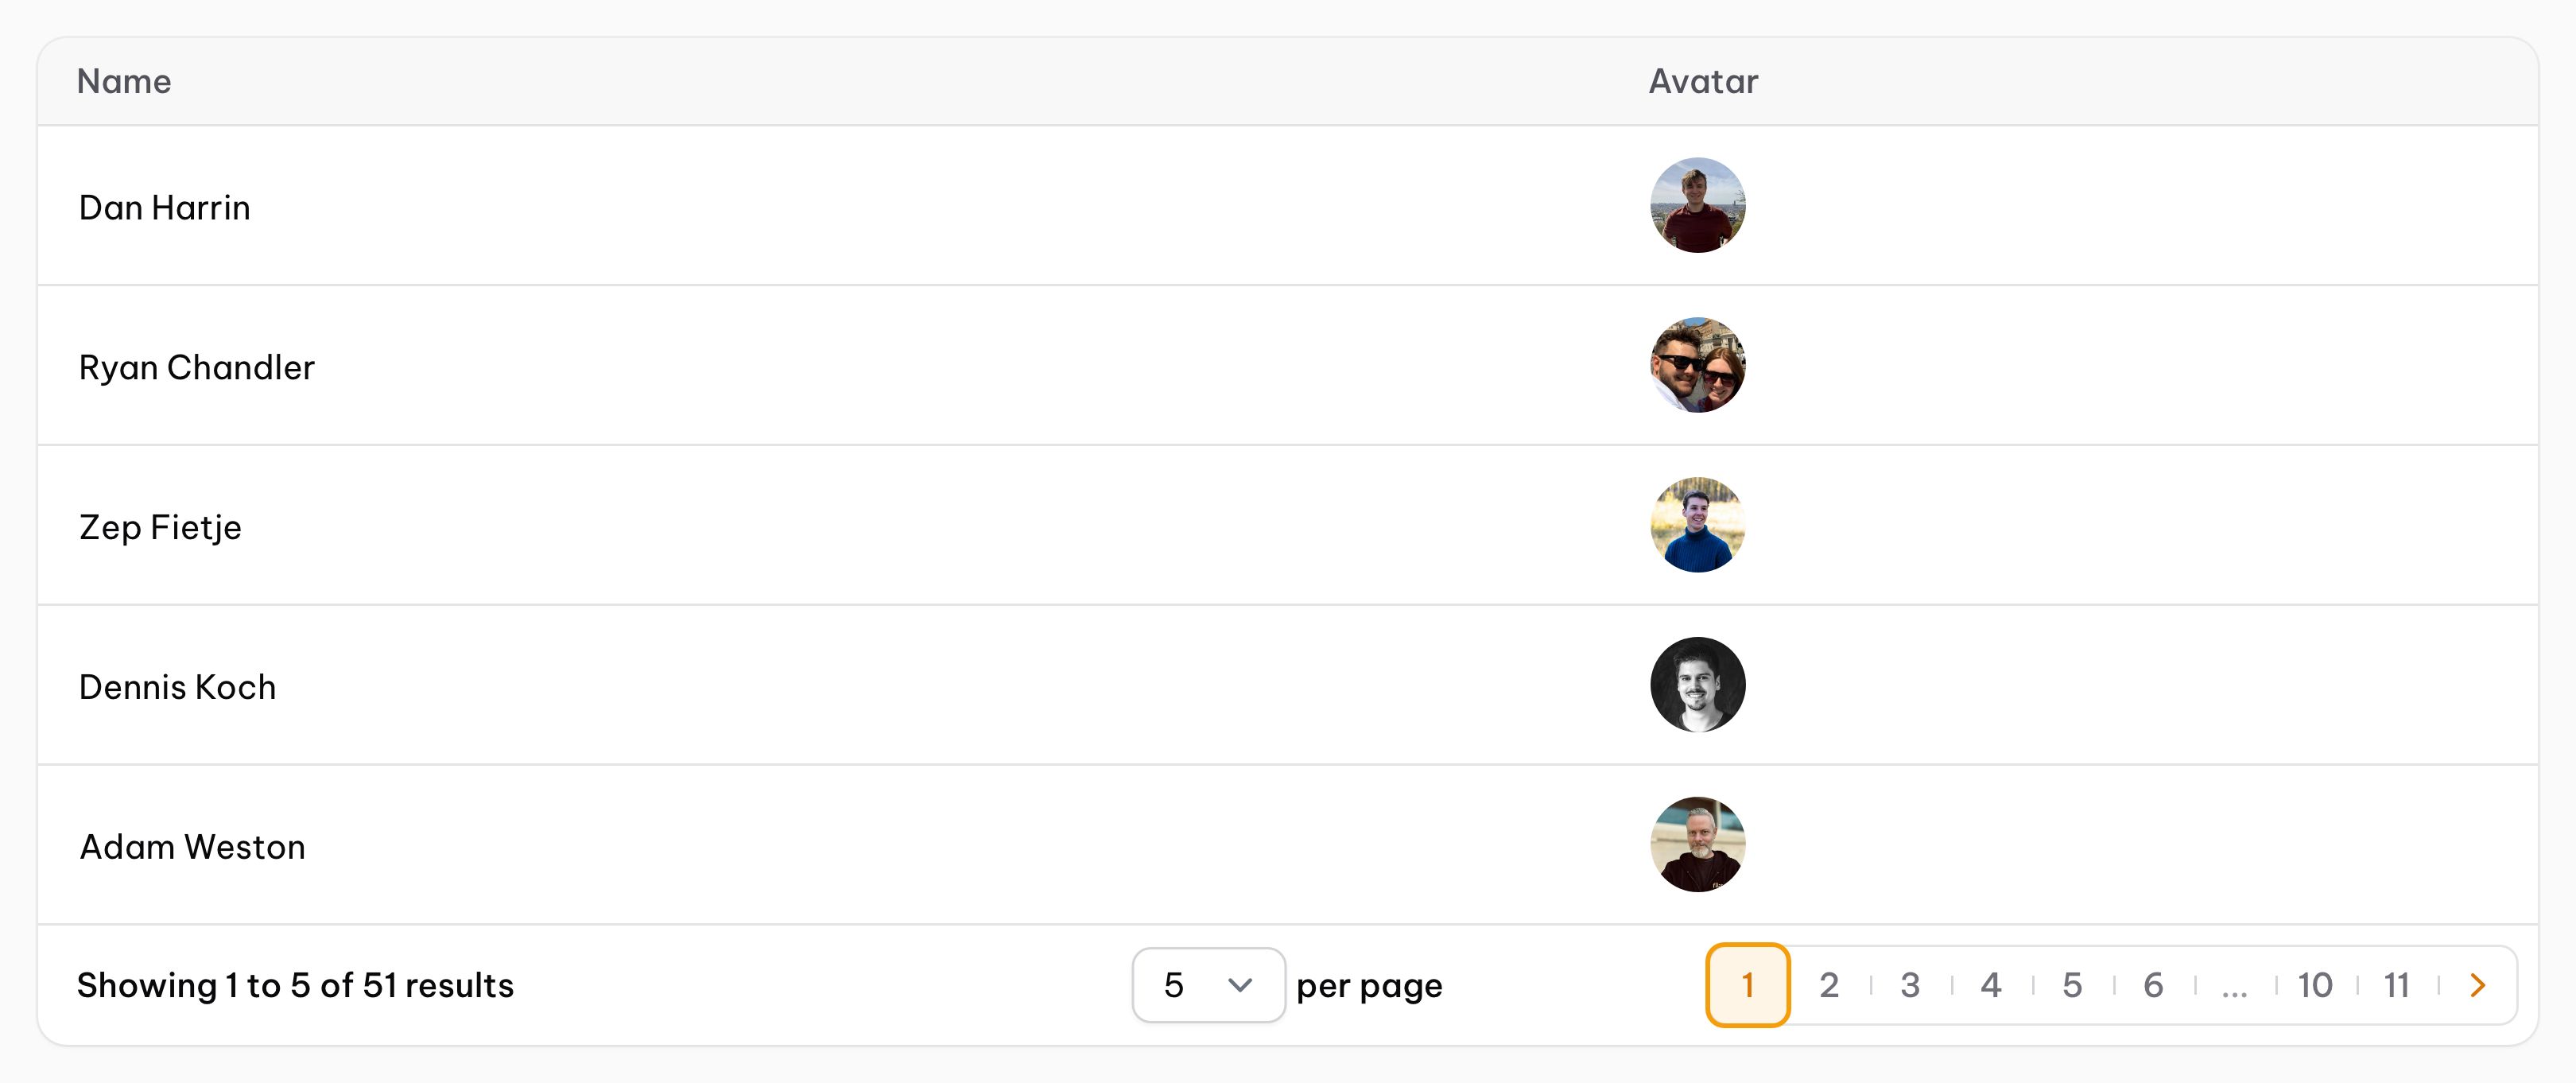 Name Avatar
Dan Harrin
Ryan Chandler
Zep Fietje
Dennis Koch
Adam Weston
Showing 1 to 5 of 51 results 5 per page 1 2 3 4 5 6 ... 10 11